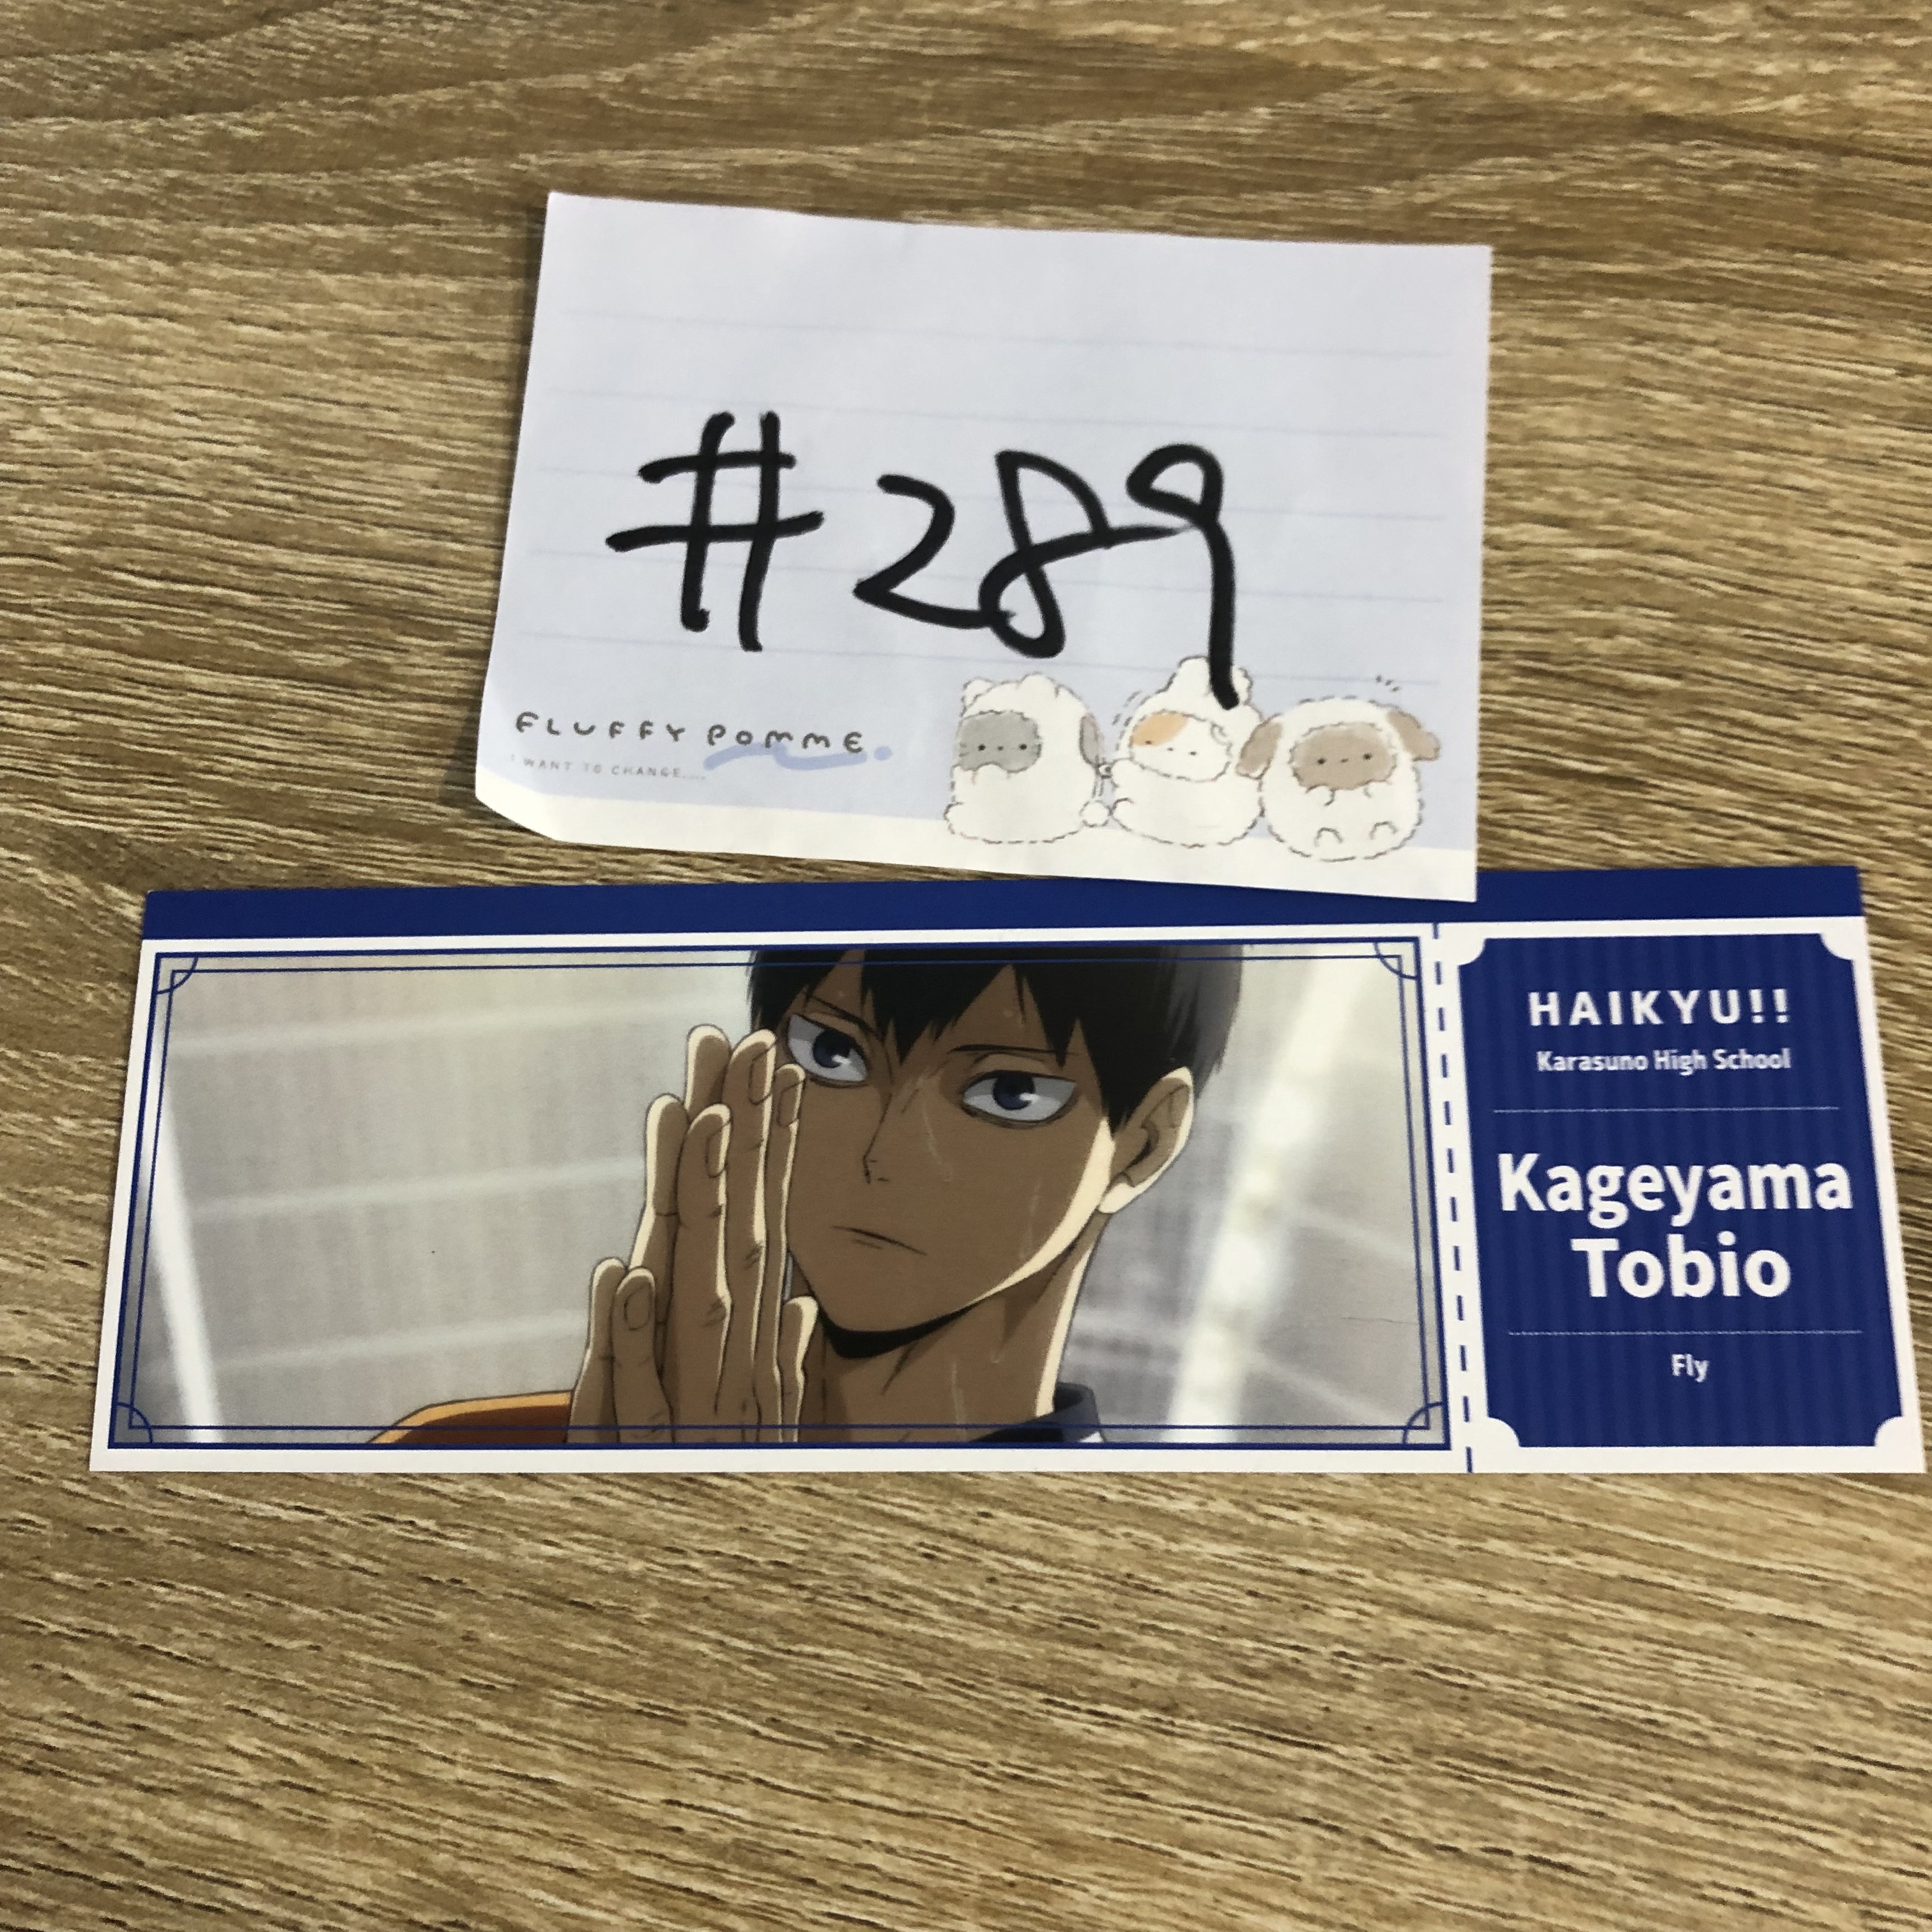 #289
FLUFFY POMME
I WANT TO CHANGE....
HAIKYU!!
Karasuno High School
Kageyama
Tobio
Fly